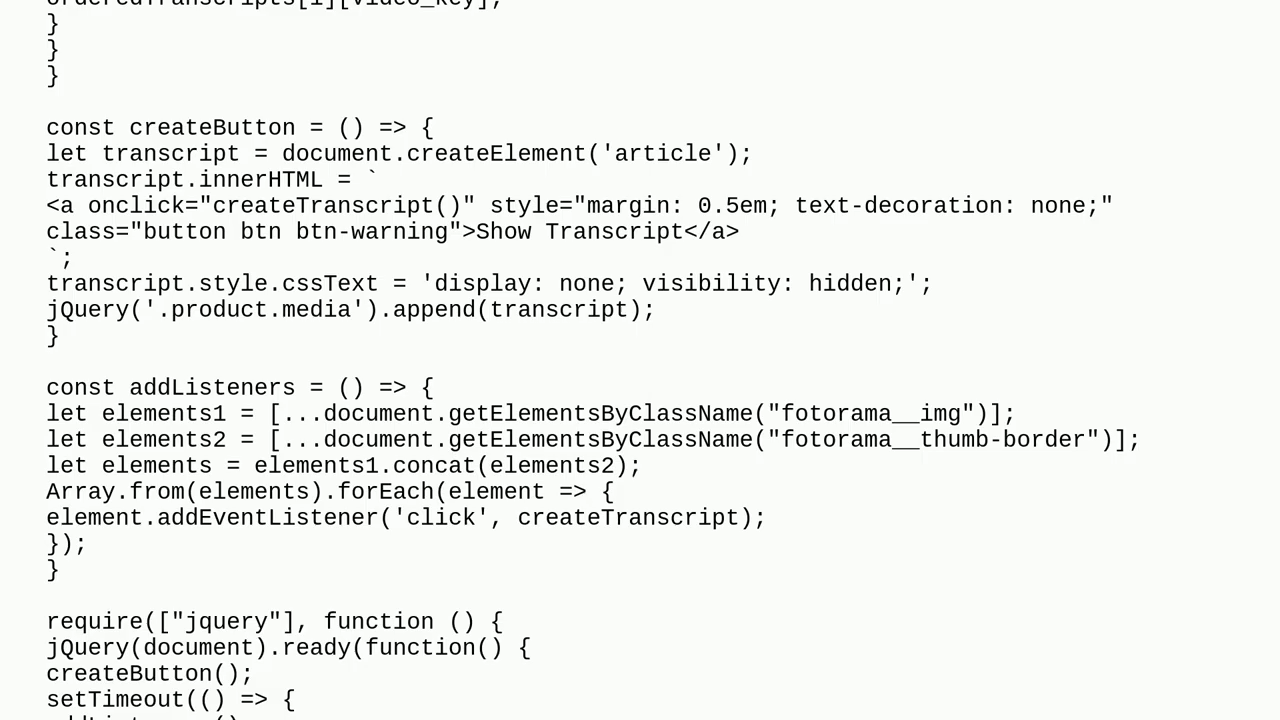 orderedTranscripts[i][video_key];
}
}
}
const createButton = () => {
let transcript = document.createElement('article');
transcript.innerHTML = `
<a onclick="createTranscript()" style="margin: 0.5em; text-decoration: none;"
class="button btn btn-warning">Show Transcript</a>
`;
transcript.style.cssText = 'display: none; visibility: hidden;';
jQuery('.product.media').append(transcript);
}
const addListeners = () => {
let elements1 = [...document.getElementsByClassName("fotorama__img")];
let elements2 = [...document.getElementsByClassName("fotorama__thumb-border")];
let elements = elements1.concat(elements2);
Array.from(elements).forEach(element => {
element.addEventListener('click', createTranscript);
});
}
require(["jquery"], function () {
jQuery(document).ready(function() {
createButton();
setTimeout(() => {